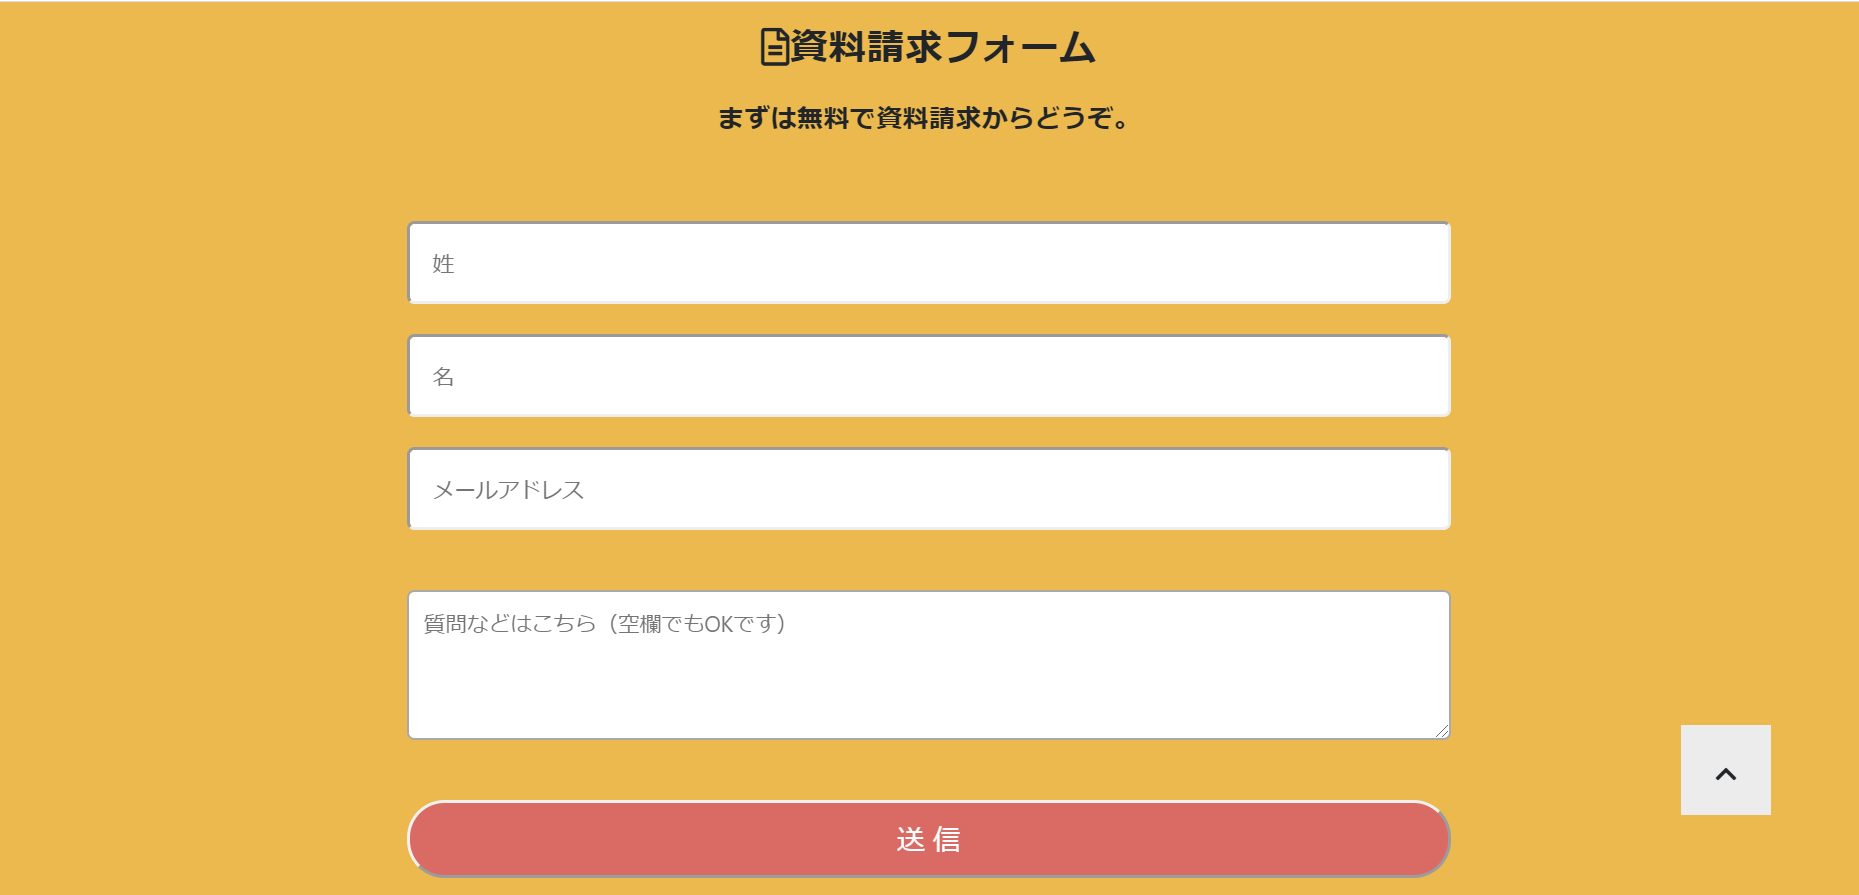 資料請求フォーム
まずは無料で資料請求からどうぞ。
姓
名
メールアドレス
質問などはこちら（空欄でもOKです）
送 信